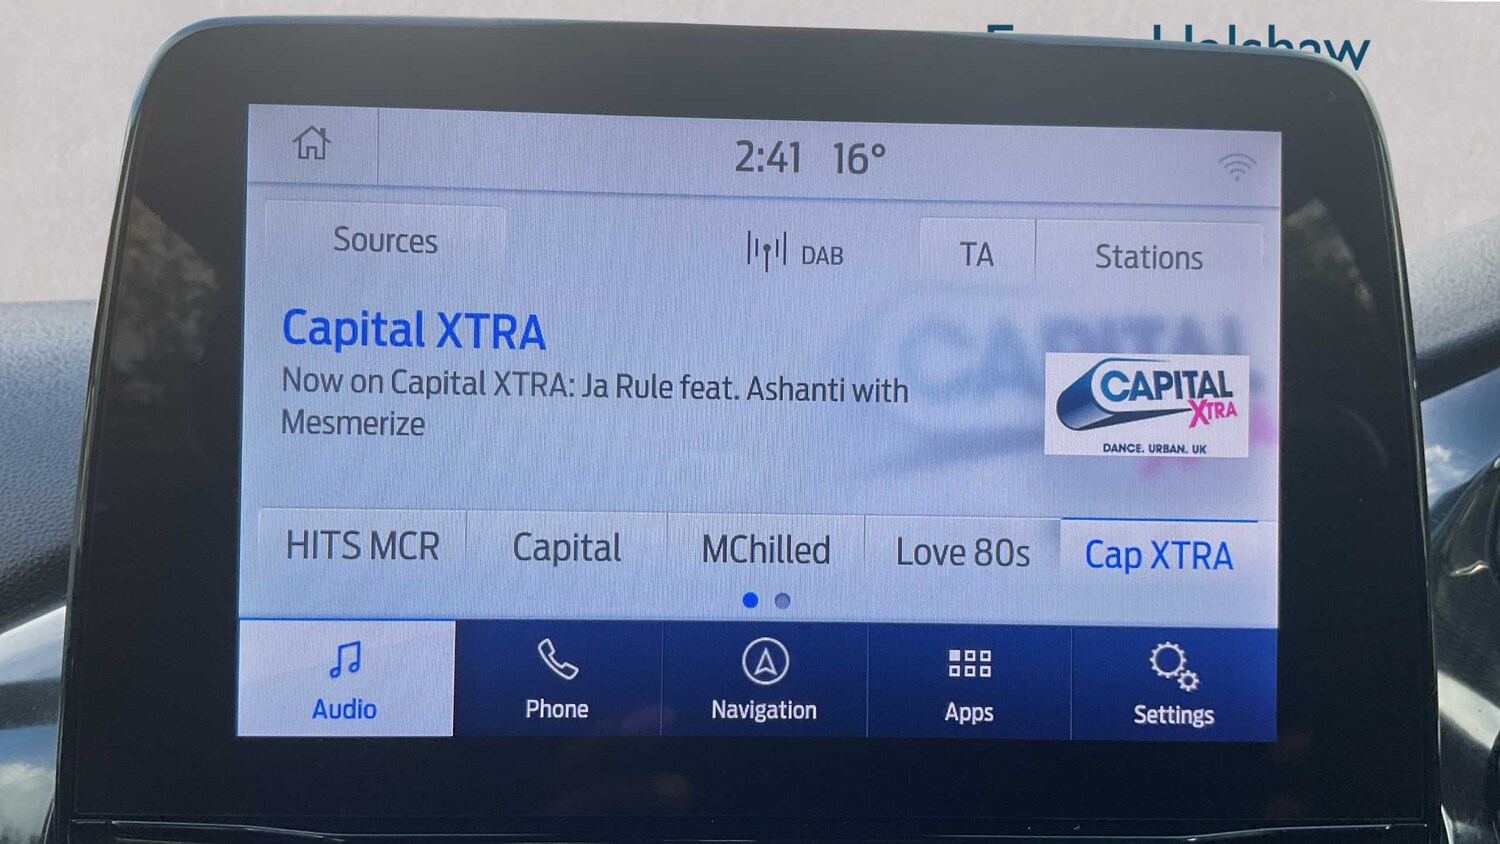 2:41 16°
Sources
DAB
TA
Stations
Capital XTRA
Now on Capital XTRA: Ja Rule feat. Ashanti with
Mesmerize
CAPITAL
XTRA
DANCE. URBAN. UK
HITS MCR
Capital
MChilled
Love 80s
Cap XTRA
Audio
Phone
Navigation
Apps
Settings